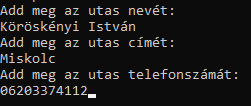 Add meg az utas nevét:
Köröskényi István
Add meg az utas címét:
Miskolc
Add meg az utas telefonszámát:
06203374112